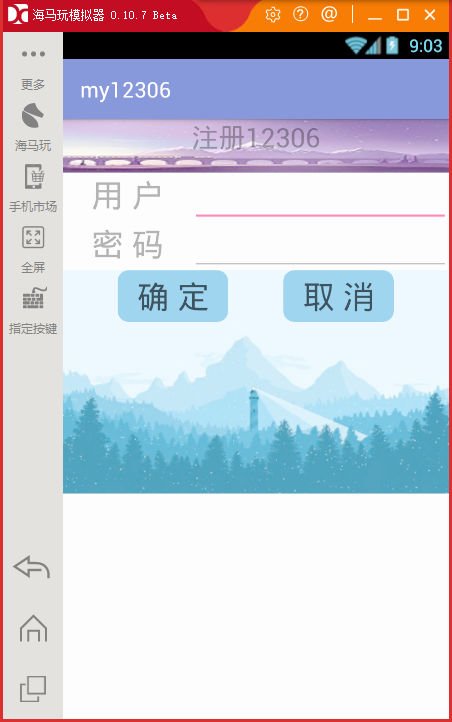 海马玩模拟器 0.10.7 Beta
9:03
更多
海马玩
手机市场
全屏
指定按键
my12306
注册12306
用 户
密 码
确 定
取 消